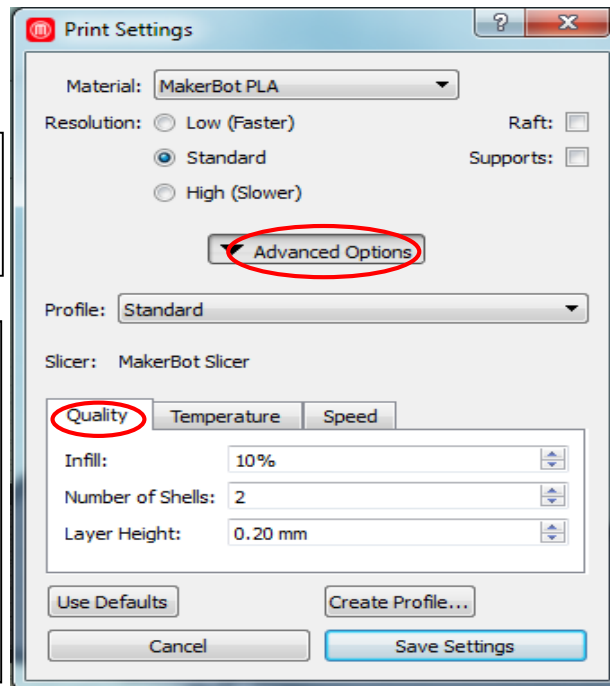 Print Settings
Material: MakerBot PLA
Resolution: Low (Faster) Raft:
Standard Supports:
High (Slower)
Advanced Options
Profile: Standard
Slicer: MakerBot Slicer
Quality Temperature Speed
Infill: 10%
Number of Shells: 2
Layer Height: 0.20 mm
Use Defaults Create Profile...
Cancel Save Settings